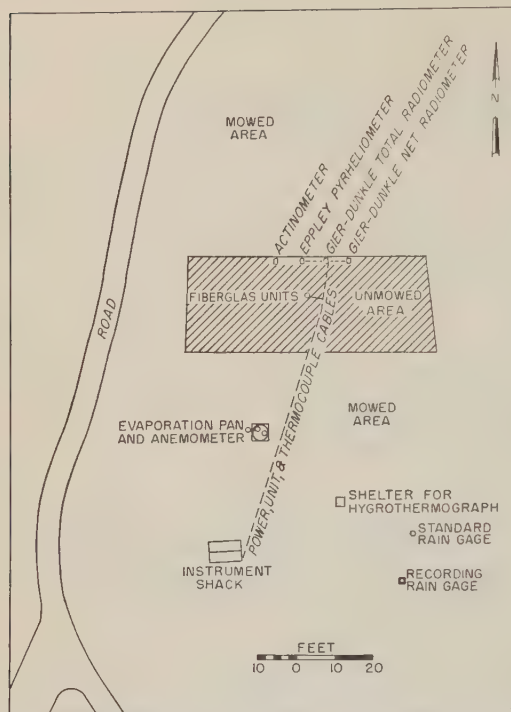 MOWED
AREA
N
ACTINOMETER
EPPLEY PYRHELIOMETER
GIER-DUNKLE TOTAL RADIOMETER
GIER-DUNKLE NET RADIOMETER
ROAD
FIBERGLAS UNITS
UNMOWED
AREA
POWER, UNIT, & THERMOCOUPLE CABLES
EVAPORATION PAN
AND ANEMOMETER
MOWED
AREA
SHELTER FOR
HYGROTHERMOGRAPH
STANDARD
RAIN GAGE
INSTRUMENT
SHACK
RECORDING
RAIN GAGE
FEET
10 0 10 20